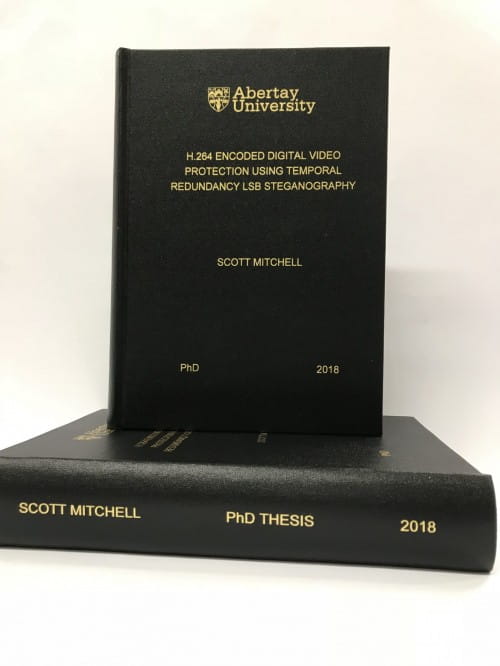 Abertay
University
H.264 ENCODED DIGITAL VIDEO
PROTECTION USING TEMPORAL
REDUNDANCY LSB STEGANOGRAPHY
SCOTT MITCHELL
PhD 2018
SCOTT MITCHELL PhD THESIS 2018